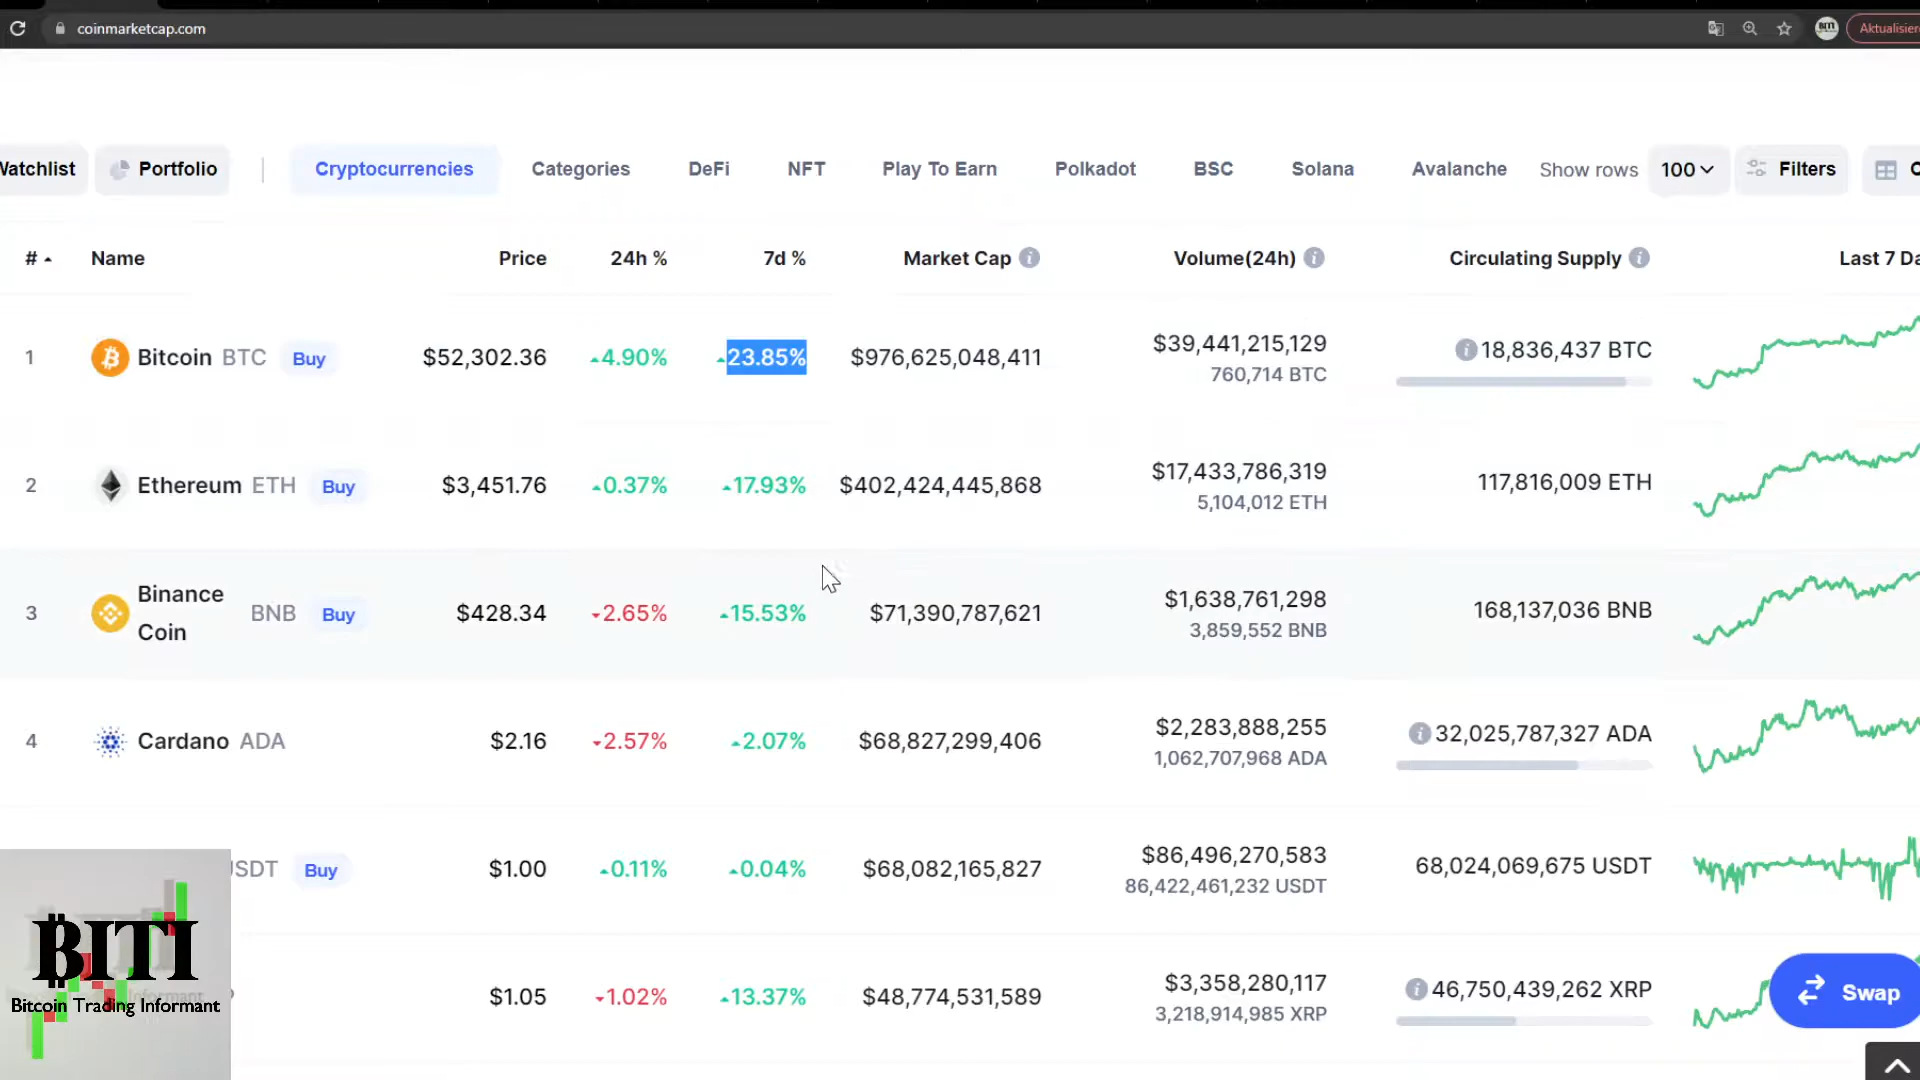 coinmarketcap.com
Aktualisier
Watchlist Portfolio Cryptocurrencies Categories DeFi NFT Play To Earn Polkadot BSC Solana Avalanche Show rows 100 Filters
# Name Price 24h % 7d % Market Cap Volume(24h) Circulating Supply Last 7 Da
1 Bitcoin BTC Buy $52,302.36 4.90% 23.85% $976,625,048,411 $39,441,215,129 18,836,437 BTC
760,714 BTC
2 Ethereum ETH Buy $3,451.76 0.37% 17.93% $402,424,445,868 $17,433,786,319 117,816,009 ETH
5,104,012 ETH
3 Binance Coin BNB Buy $428.34 2.65% 15.53% $71,390,787,621 $1,638,761,298 168,137,036 BNB
3,859,552 BNB
4 Cardano ADA $2.16 2.57% 2.07% $68,827,299,406 $2,283,888,255 32,025,787,327 ADA
1,062,707,968 ADA
USDT Buy $1.00 0.11% 0.04% $68,082,165,827 $86,496,270,583 68,024,069,675 USDT
86,422,461,232 USDT
$1.05 1.02% 13.37% $48,774,531,589 $3,358,280,117 46,750,439,262 XRP
3,218,914,985 XRP
Swap
BITI
Bitcoin Trading Informant